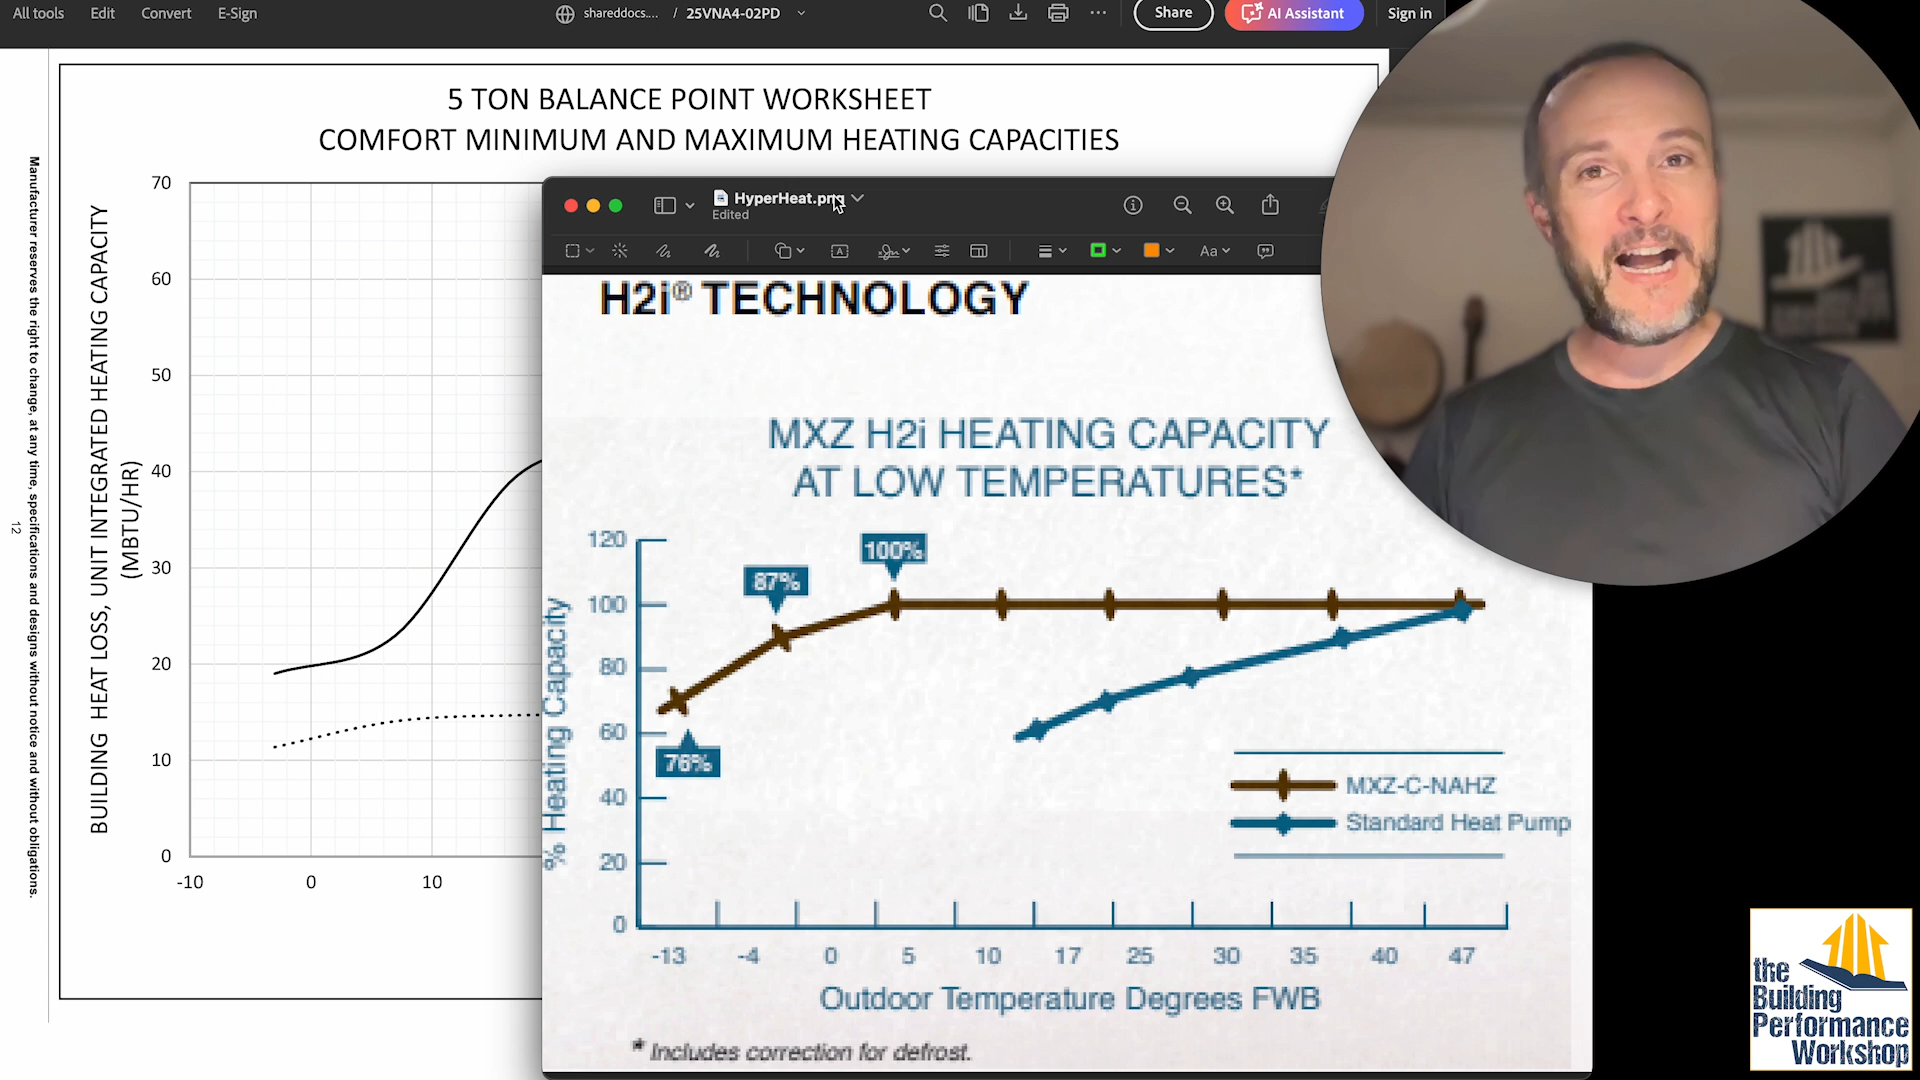 All tools Edit Convert E-Sign
shareddocs.... / 25VNA4-02PD
Share
AI Assistant
Sign in
5 TON BALANCE POINT WORKSHEET
COMFORT MINIMUM AND MAXIMUM HEATING CAPACITIES
Manufacturer reserves the right to change, at any time, specifications and designs without notice and without obligations.
12
BUILDING HEAT LOSS, UNIT INTEGRATED HEATING CAPACITY
(MBTU/HR)
70
60
50
40
30
20
10
0
-10 0 10
HyperHeat.png
Edited
Aa
H2i® TECHNOLOGY
MXZ H2i HEATING CAPACITY
AT LOW TEMPERATURES*
% Heating Capacity
120
100
80
60
40
20
0
100%
87%
76%
MXZ-C-NAHZ
Standard Heat Pump
-13 -4 0 5 10 17 25 30 35 40 47
Outdoor Temperature Degrees FWB
* Includes correction for defrost.
the
Building
Performance
Workshop